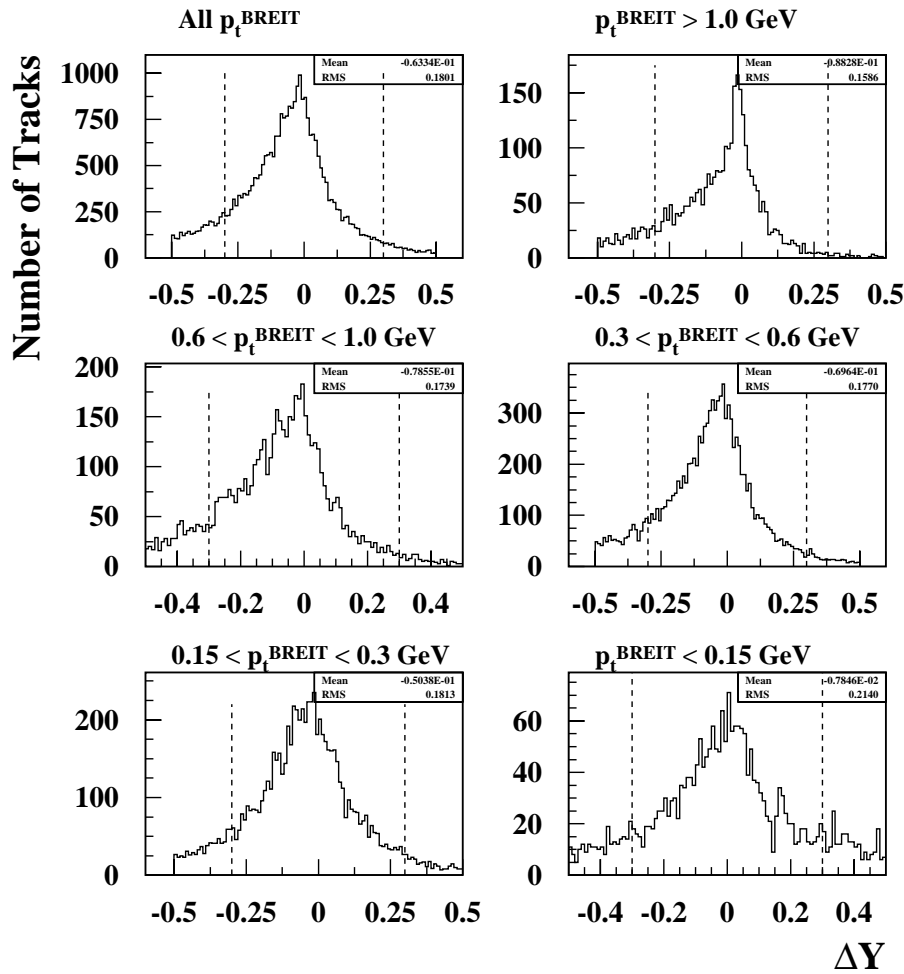 All p_t^BREIT
p_t^BREIT > 1.0 GeV
Number of Tracks
Mean -0.6334E-01
RMS 0.1801
1000
750
500
250
0
-0.5 -0.25 0 0.25 0.5
Mean -0.8828E-01
RMS 0.1586
150
100
50
0
-0.5 -0.25 0 0.25 0.5
0.6 < p_t^BREIT < 1.0 GeV
0.3 < p_t^BREIT < 0.6 GeV
Mean -0.7855E-01
RMS 0.1739
200
150
100
50
0
-0.4 -0.2 0 0.2 0.4
Mean -0.6964E-01
RMS 0.1770
300
200
100
0
-0.5 -0.25 0 0.25 0.5
0.15 < p_t^BREIT < 0.3 GeV
p_t^BREIT < 0.15 GeV
Mean -0.5038E-01
RMS 0.1813
200
100
0
-0.5 -0.25 0 0.25 0.5
Mean -0.7846E-02
RMS 0.2140
60
40
20
0
-0.4 -0.2 0 0.2 0.4
ΔY